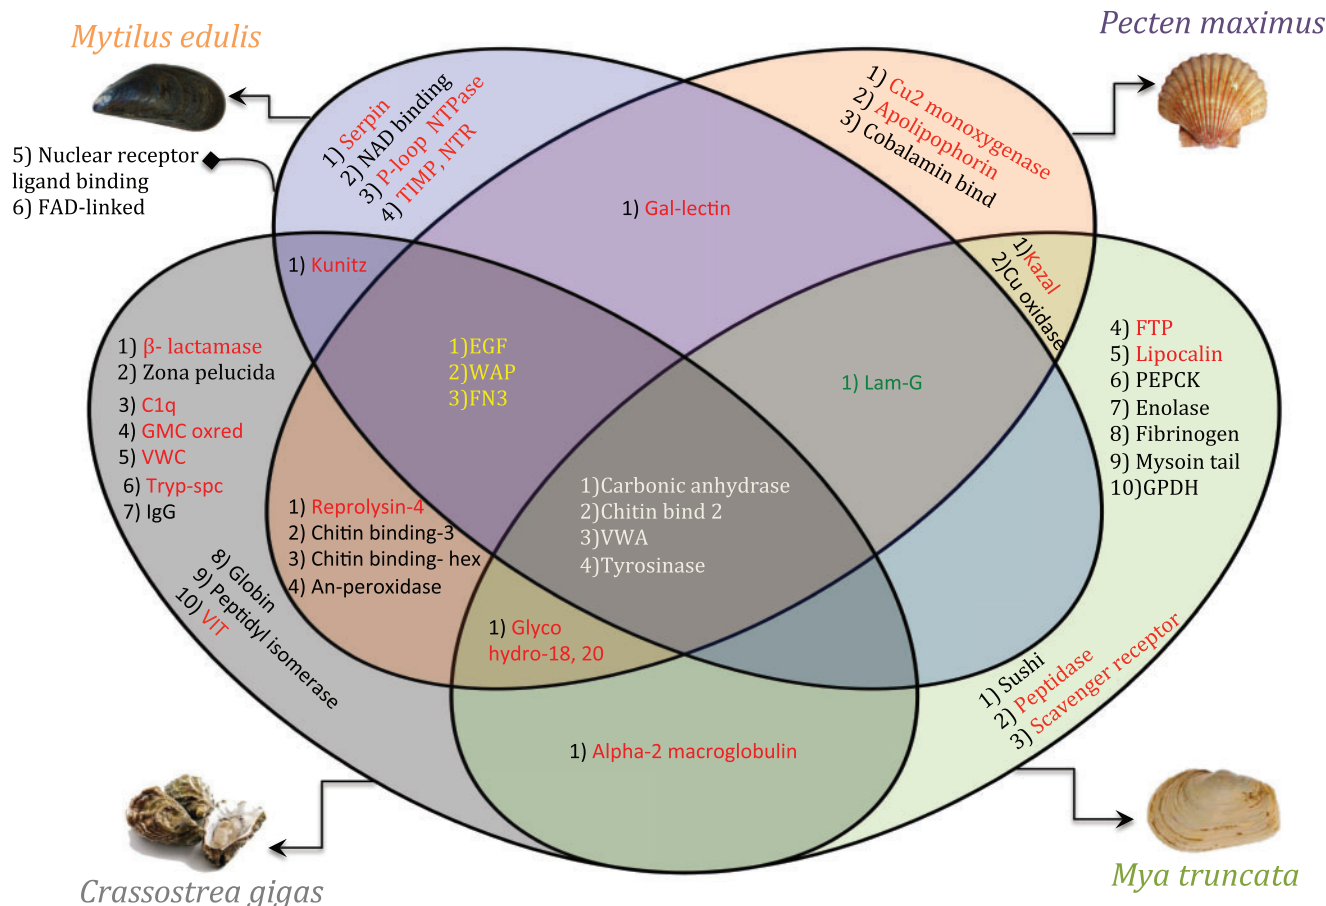 Mytilus edulis
Pecten maximus
5) Nuclear receptor
ligand binding
6) FAD-linked
1) Serpin
2) NAD binding
3) P-loop NTPase
4) TIMP, NTR
1) Cu2 monoxygenase
2) Apolipophorin
3) Cobalamin bind
1) Gal-lectin
1) Kunitz
1)Kazal
2)Cu oxidase
1) β- lactamase
2) Zona pelucida
3) C1q
4) GMC oxred
5) VWC
6) Tryp-spc
7) IgG
8) Globin
9) Peptidyl isomerase
10) VIT
1)EGF
2)WAP
3)FN3
1) Lam-G
4) FTP
5) Lipocalin
6) PEPCK
7) Enolase
8) Fibrinogen
9) Mysoin tail
10)GPDH
1) Reprolysin-4
2) Chitin binding-3
3) Chitin binding- hex
4) An-peroxidase
1)Carbonic anhydrase
2)Chitin bind 2
3)VWA
4)Tyrosinase
1) Glyco
hydro-18, 20
1) Sushi
2) Peptidase
3) Scavenger receptor
1) Alpha-2 macroglobulin
Crassostrea gigas
Mya truncata